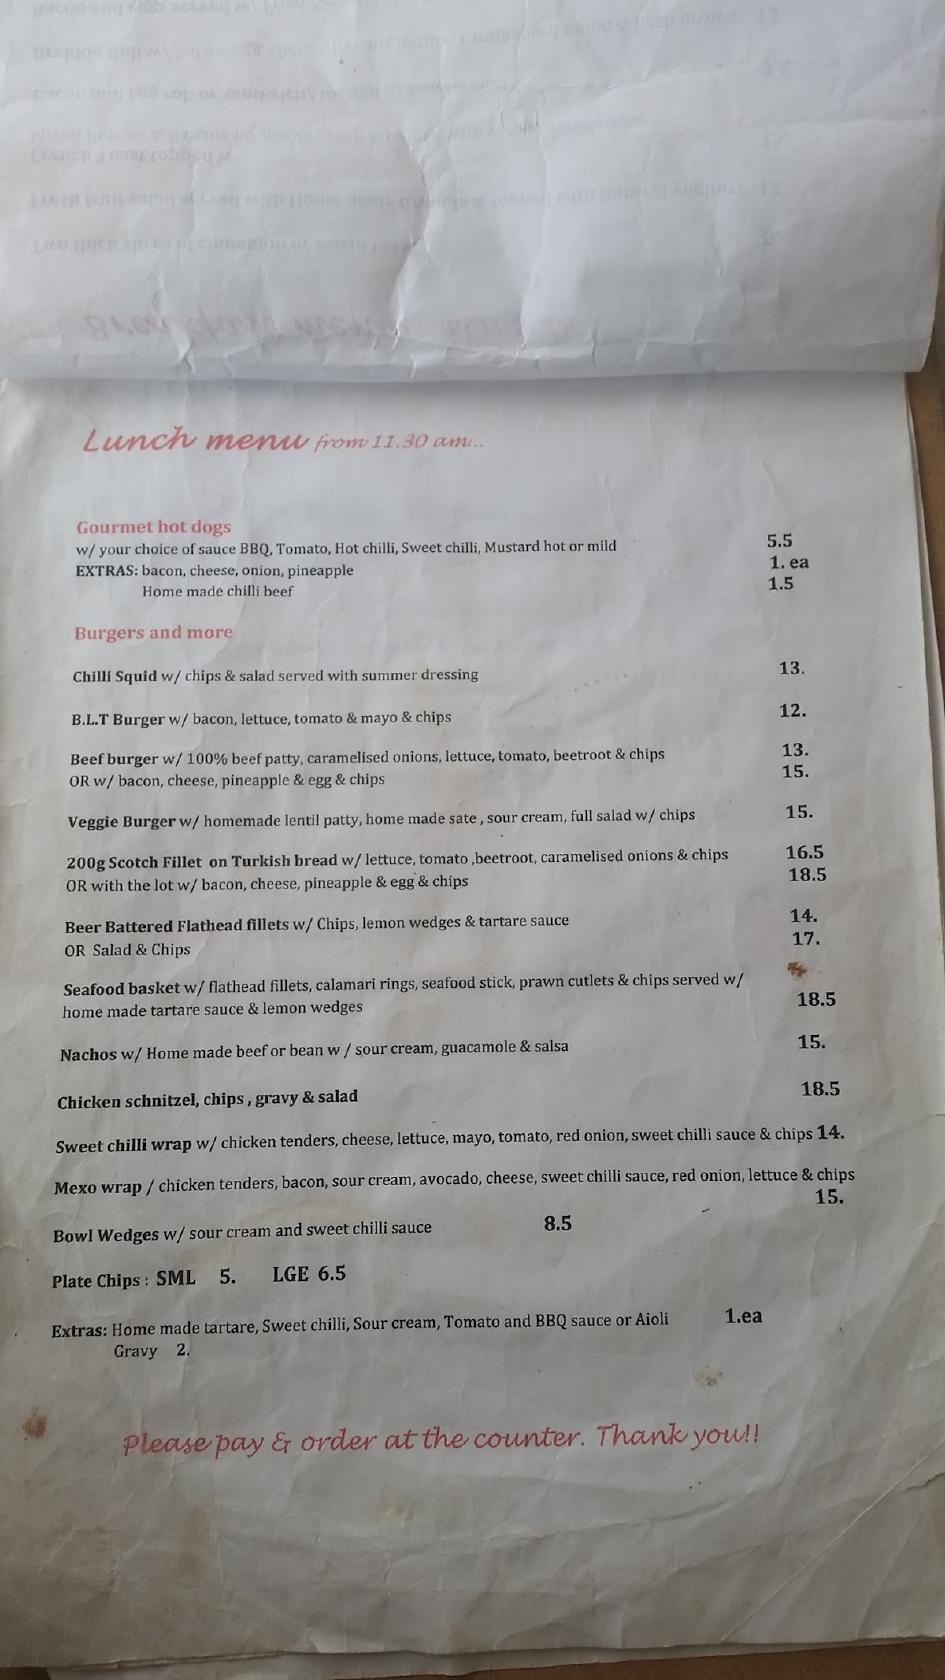 Lunch menu from 11.30 am...
Gourmet hot dogs
w/ your choice of sauce BBQ, Tomato, Hot chilli, Sweet chilli, Mustard hot or mild 5.5
EXTRAS: bacon, cheese, onion, pineapple 1. ea
Home made chilli beef 1.5
Burgers and more
Chilli Squid w/ chips & salad served with summer dressing 13.
B.L.T Burger w/ bacon, lettuce, tomato & mayo & chips 12.
Beef burger w/ 100% beef patty, caramelised onions, lettuce, tomato, beetroot & chips 13.
OR w/ bacon, cheese, pineapple & egg & chips 15.
Veggie Burger w/ homemade lentil patty, home made sate , sour cream, full salad w/ chips 15.
200g Scotch Fillet on Turkish bread w/ lettuce, tomato ,beetroot, caramelised onions & chips 16.5
OR with the lot w/ bacon, cheese, pineapple & egg & chips 18.5
Beer Battered Flathead fillets w/ Chips, lemon wedges & tartare sauce 14.
OR Salad & Chips 17.
Seafood basket w/ flathead fillets, calamari rings, seafood stick, prawn cutlets & chips served w/
home made tartare sauce & lemon wedges 18.5
Nachos w/ Home made beef or bean w / sour cream, guacamole & salsa 15.
Chicken schnitzel, chips , gravy & salad 18.5
Sweet chilli wrap w/ chicken tenders, cheese, lettuce, mayo, tomato, red onion, sweet chilli sauce & chips 14.
Mexo wrap / chicken tenders, bacon, sour cream, avocado, cheese, sweet chilli sauce, red onion, lettuce & chips
15.
Bowl Wedges w/ sour cream and sweet chilli sauce 8.5
Plate Chips : SML 5. LGE 6.5
Extras: Home made tartare, Sweet chilli, Sour cream, Tomato and BBQ sauce or Aioli 1.ea
Gravy 2.
Please pay & order at the counter. Thank you!!